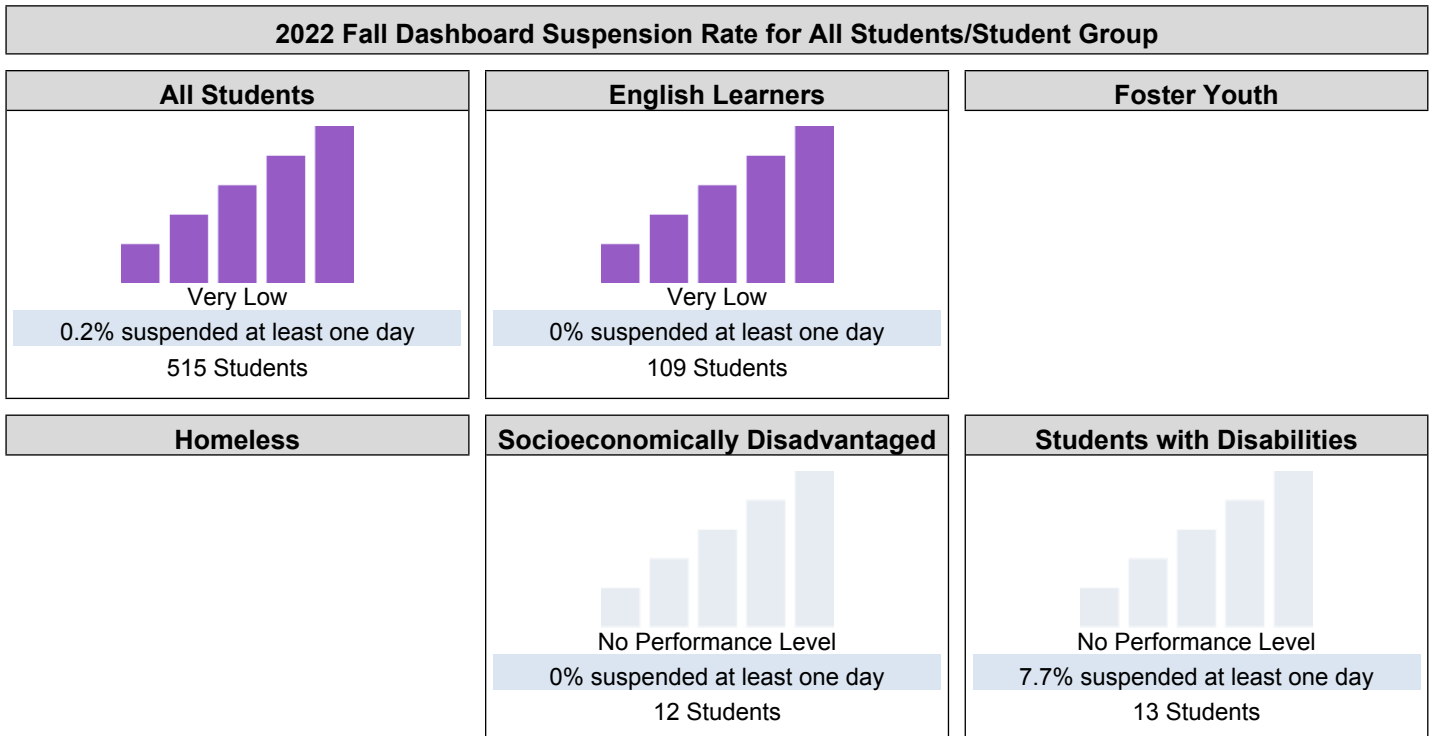 2022 Fall Dashboard Suspension Rate for All Students/Student Group
All Students
Very Low
0.2% suspended at least one day
515 Students
English Learners
Very Low
0% suspended at least one day
109 Students
Foster Youth
Homeless
Socioeconomically Disadvantaged
No Performance Level
0% suspended at least one day
12 Students
Students with Disabilities
No Performance Level
7.7% suspended at least one day
13 Students